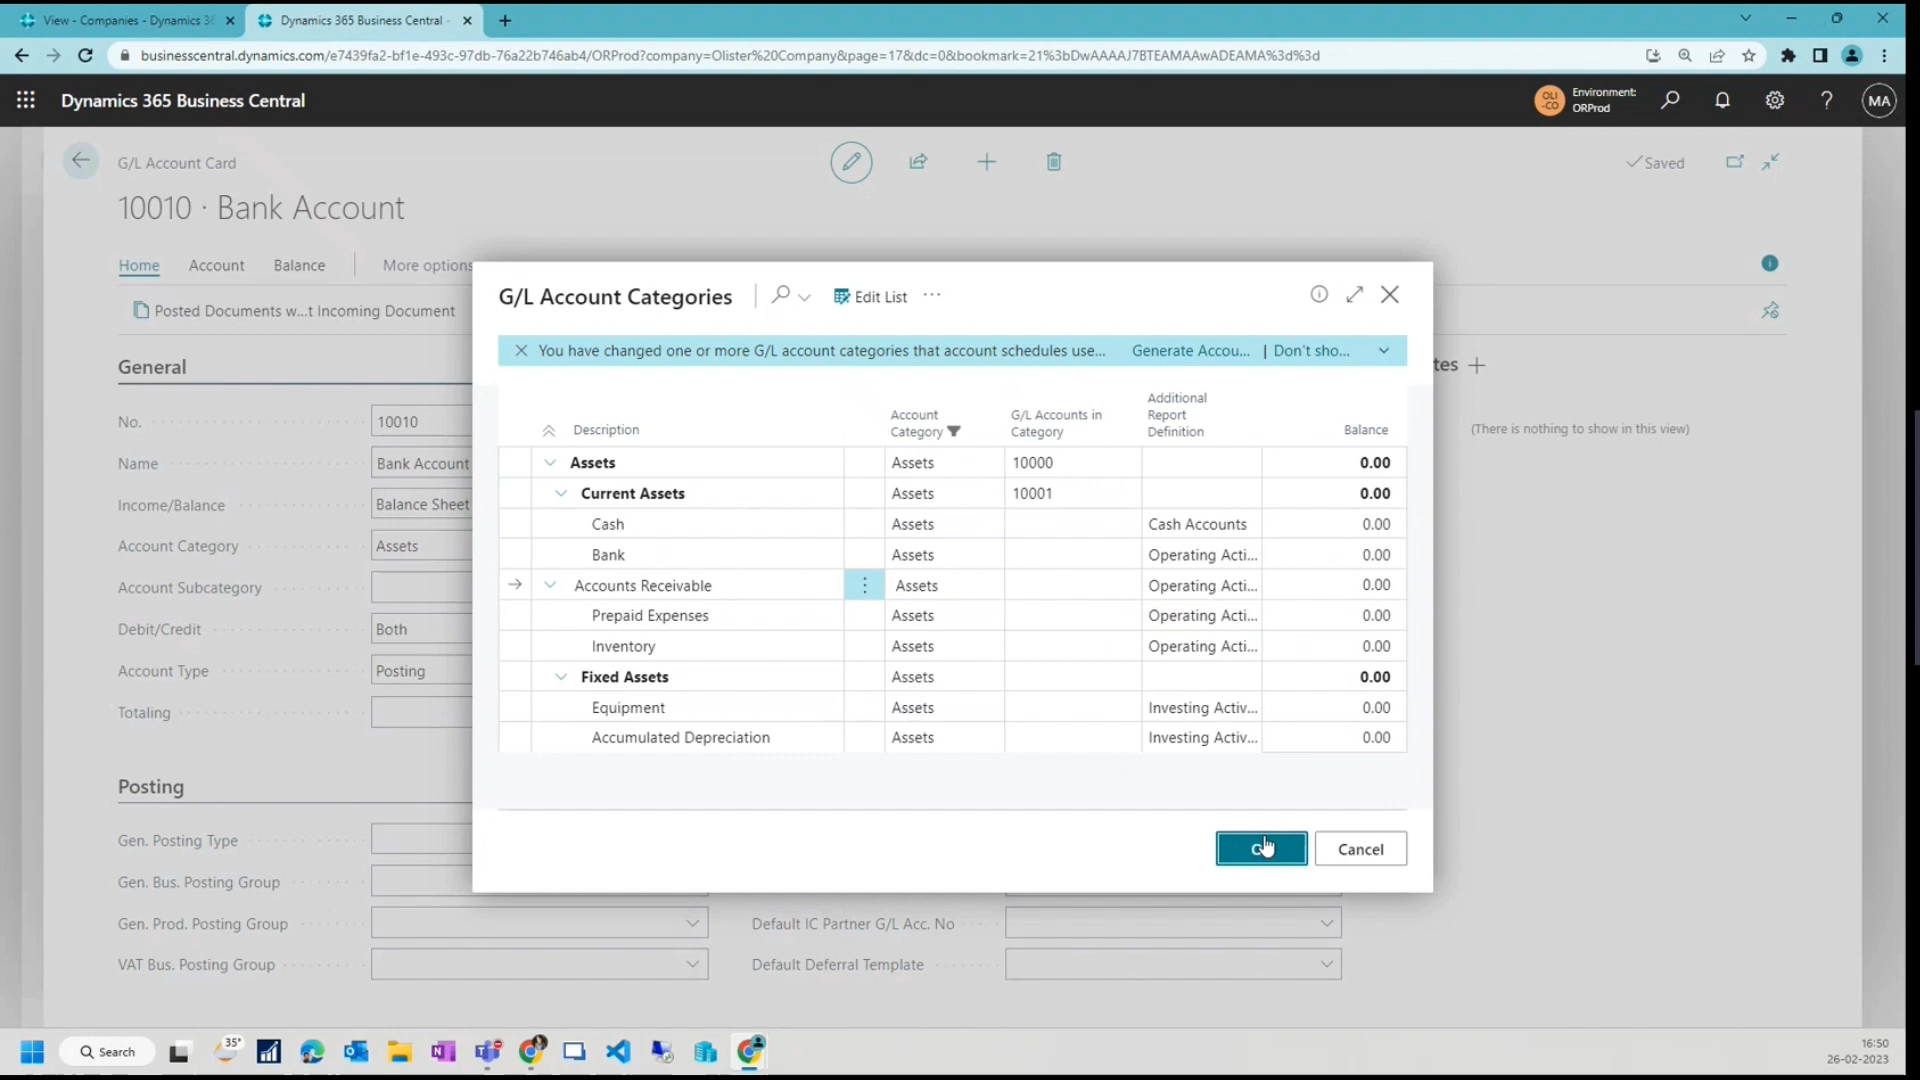 View - Companies - Dynamics 36
Dynamics 365 Business Central -
businesscentral.dynamics.com/e7439fa2-bf1e-493c-97db-76a22b746ab4/ORProd?company=Olister%20Company&page=17&dc=0&bookmark=21%3bDwAAAAJ7BTEAMAAwADEAMA%3d%3d
Dynamics 365 Business Central
OLI
-CO
Environment:
ORProd
?
MA
G/L Account Card
Saved
10010 · Bank Account
Home
Account
Balance
More options
Posted Documents w...t Incoming Document
General
No.
10010
Name
Bank Account
Income/Balance
Balance Sheet
Account Category
Assets
Account Subcategory
Debit/Credit
Both
Account Type
Posting
Totaling
Posting
Gen. Posting Type
Gen. Bus. Posting Group
Gen. Prod. Posting Group
Default IC Partner G/L Acc. No
VAT Bus. Posting Group
Default Deferral Template
tes
(There is nothing to show in this view)
G/L Account Categories
Edit List
You have changed one or more G/L account categories that account schedules use...
Generate Accou...
| Don't sho...
Description
Account Category
G/L Accounts in Category
Additional Report Definition
Balance
Assets Assets 10000 0.00
Current Assets Assets 10001 0.00
Cash Assets Cash Accounts 0.00
Bank Assets Operating Acti... 0.00
Accounts Receivable Assets Operating Acti... 0.00
Prepaid Expenses Assets Operating Acti... 0.00
Inventory Assets Operating Acti... 0.00
Fixed Assets Assets 0.00
Equipment Assets Investing Activ... 0.00
Accumulated Depreciation Assets Investing Activ... 0.00
Cancel
Search
35°
16:50
26-02-2023